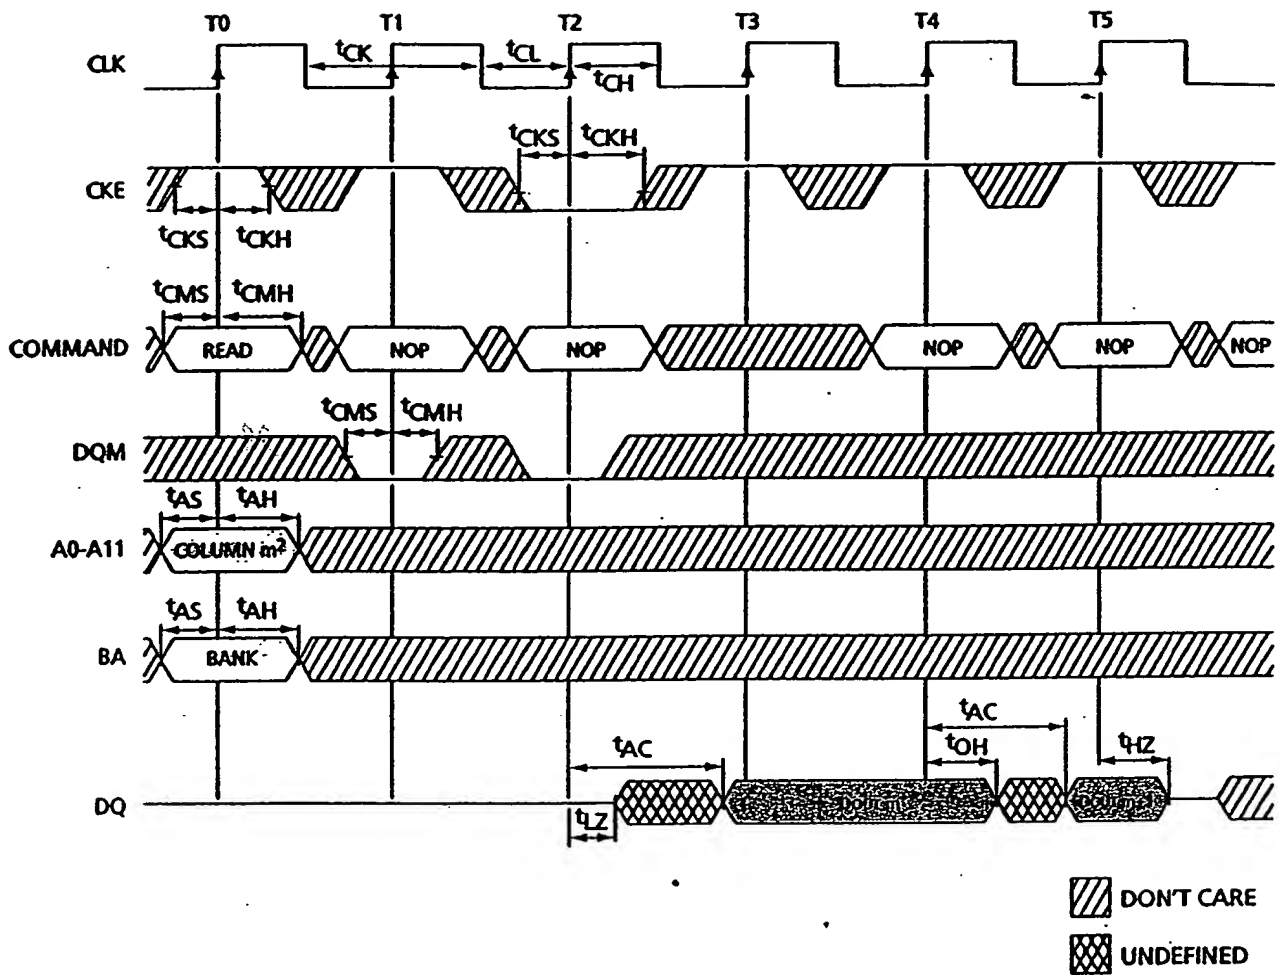 T0 T1 T2 T3 T4 T5
CLK tCK tCL tCH
tCKS tCKH
CKE
tCKS tCKH
tCMS tCMH
COMMAND READ NOP NOP NOP NOP NOP
tCMS tCMH
DQM
tAS tAH
A0-A11 COLUMN m2
tAS tAH
BA BANK
tAC tAC tOH tHZ
DQ
tLZ
DON'T CARE
UNDEFINED